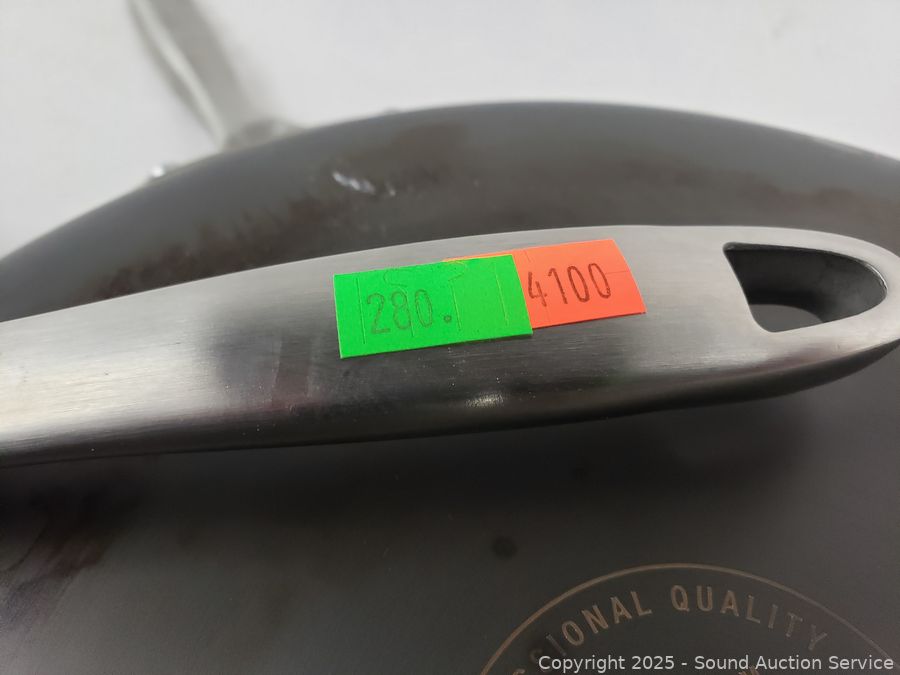 280.
4100
SIONAL QUALITY
Copyright © 2025 - Sound Auction Service